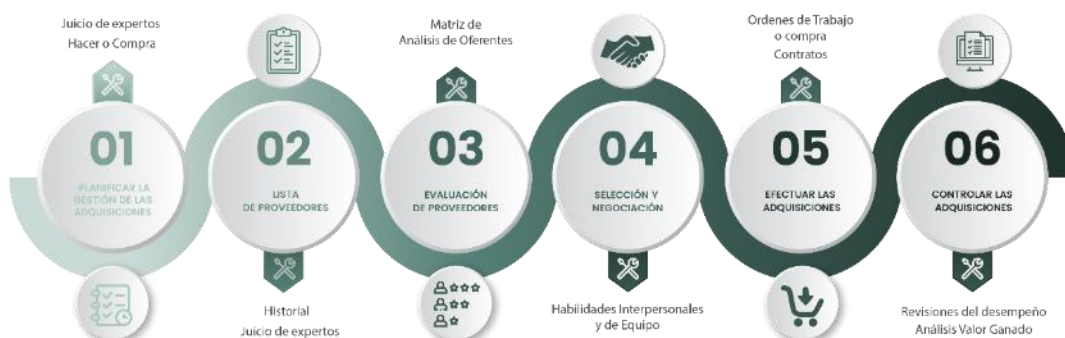 Juicio de expertos
Hacer o Compra
01
PLANIFICAR LA
GESTIÓN DE LAS
ADQUISICIONES
02
LISTA
DE PROVEEDORES
Historial
Juicio de expertos
Matriz de
Análisis de Oferentes
03
EVALUACIÓN
DE PROVEEDORES
04
SELECCIÓN Y
NEGOCIACIÓN
Habilidades Interpersonales
y de Equipo
Ordenes de Trabajo
o compra
Contratos
05
EFECTUAR LAS
ADQUISICIONES
06
CONTROLAR LAS
ADQUISICIONES
Revisiones del desempeño
Análisis Valor Ganado